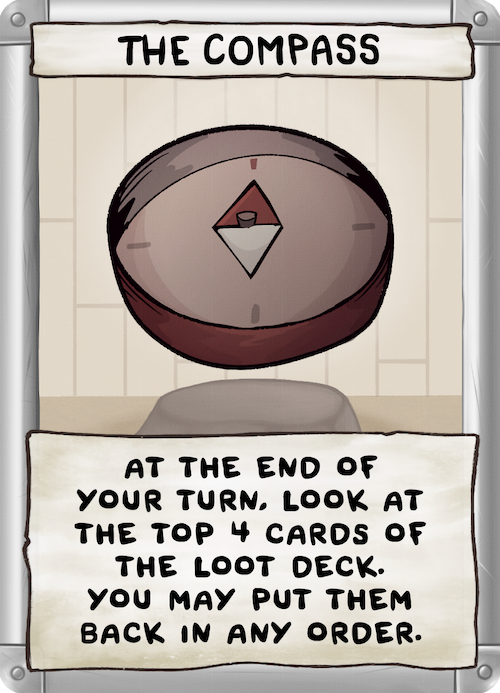 THE COMPASS
AT THE END OF
YOUR TURN, LOOK AT
THE TOP 4 CARDS OF
THE LOOT DECK.
YOU MAY PUT THEM
BACK IN ANY ORDER.